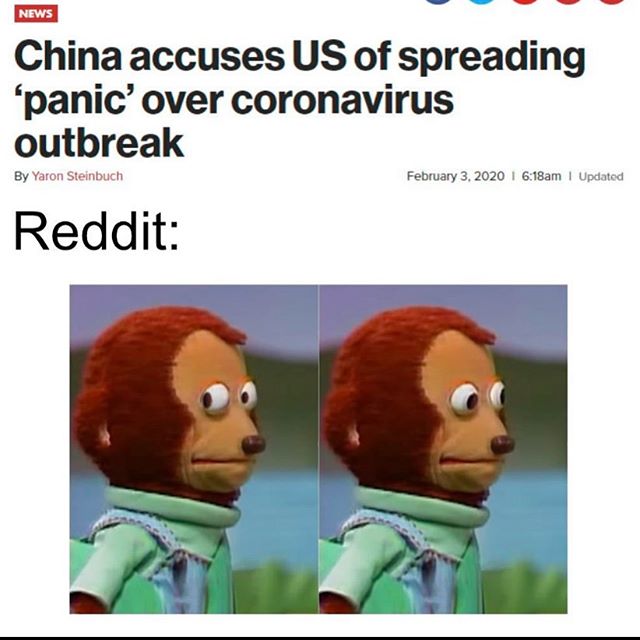 NEWS
China accuses US of spreading
‘panic’ over coronavirus
outbreak
By Yaron Steinbuch
February 3, 2020 | 6:18am | Updated
Reddit: